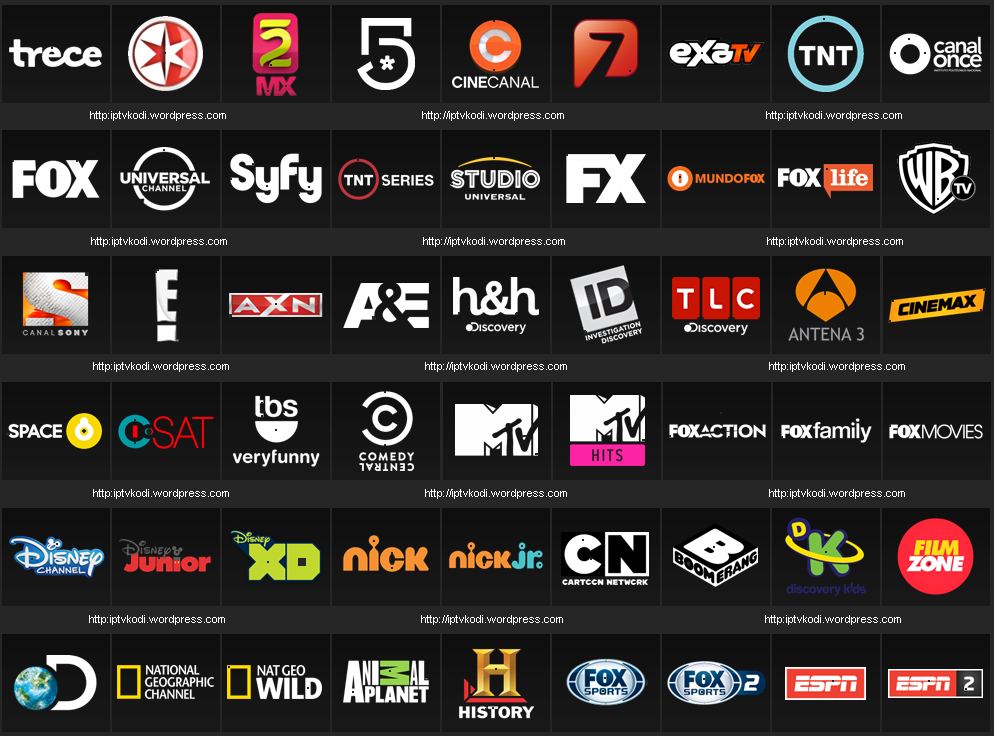 trece
2
MX
5
CINECANAL
7
exa TV
TNT
canal
once
INSTITUTO POLITÉCNICO NACIONAL
http:iptvkodi.wordpress.com
http://iptvkodi.wordpress.com
http:iptvkodi.wordpress.com
FOX
UNIVERSAL
CHANNEL
Syfy
TNT SERIES
STUDIO
UNIVERSAL
FX
MUNDOFOX
FOX life
WB
TV
http:iptvkodi.wordpress.com
http://iptvkodi.wordpress.com
http:iptvkodi.wordpress.com
S
CANAL SONY
E!
AXN
A&E
h&h
Discovery
ID
INVESTIGATION
DISCOVERY
TLC
Discovery
ANTENA 3
CINEMAX
http:iptvkodi.wordpress.com
http://iptvkodi.wordpress.com
http:iptvkodi.wordpress.com
SPACE
C SAT
tbs
veryfunny
C
COMEDY
CENTRAL
MTV
MTV
HITS
FOXACTION
FOXfamily
FOXMOVIES
http:iptvkodi.wordpress.com
http://iptvkodi.wordpress.com
http:iptvkodi.wordpress.com
DISNEY
CHANNEL
DISNEY
Junior
DISNEY
XD
nick
nick jr.
CN
CARTOON NETWORK
B
BOOMERANG
D
K
discovery kids
FILM
ZONE
http:iptvkodi.wordpress.com
http://iptvkodi.wordpress.com
http:iptvkodi.wordpress.com
D
NATIONAL
GEOGRAPHIC
CHANNEL
NAT GEO
WILD
ANIMAL
PLANET
H
HISTORY
FOX
SPORTS
FOX
SPORTS 2
ESPN
ESPN 2